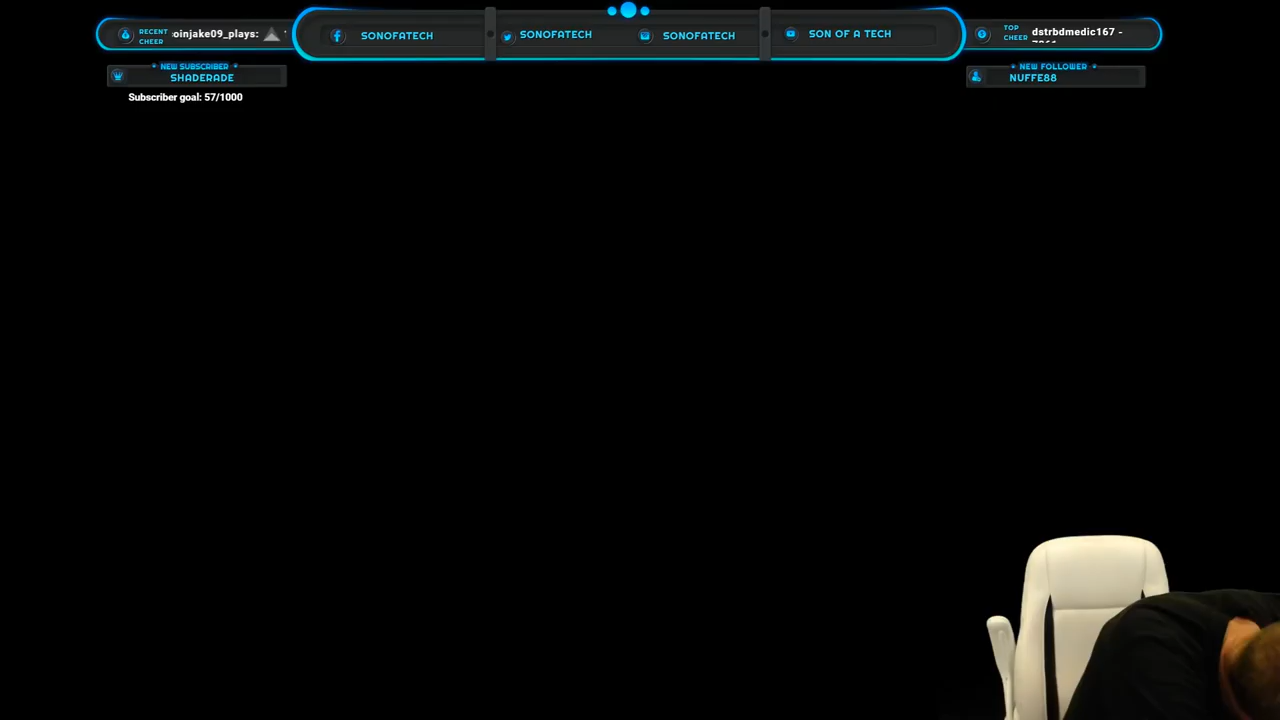 RECENT CHEER
oinjake09_plays:
SONOFATECH
SONOFATECH
SONOFATECH
SON OF A TECH
TOP CHEER
dstrbdmedic167 -
NEW SUBSCRIBER
SHADERADE
Subscriber goal: 57/1000
NEW FOLLOWER
NUFFE88